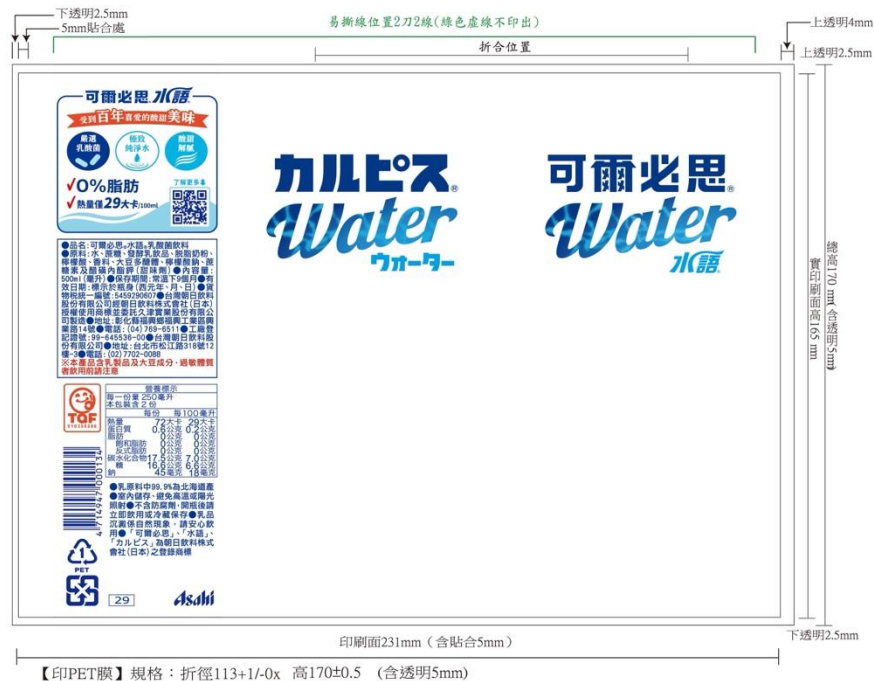 下透明2.5mm
5mm貼合處
易撕線位置2刀2線(綠色虛線不印出)
折合位置
上透明4mm
上透明2.5mm
可爾必思®水語®
受到百年喜愛的酸甜美味
嚴選
乳酸菌
極致
純淨水
酸甜
解膩
✓0%脂肪
✓熱量僅29大卡/100ml
了解更多
●品名:可爾必思®水語®乳酸菌飲料
●原料:水、蔗糖、發酵乳飲品、脫脂奶粉、
檸檬酸、香料、大豆多醣體、檸檬酸鈉、蔗
糖素及醋磺內酯鉀(甜味劑)●內容量:
500ml(毫升)●保存期間:常溫下9個月●有
效日期:標示於瓶身(西元年、月、日)●貨
物稅統一編號:5459290607●台灣朝日飲料
股份有限公司經朝日飲料株式會社(日本)
授權使用商標並委託久津實業股份有限公
司製造●地址:彰化縣福興鄉福興工業區興
業路14號●電話:(04)769-6511●工廠登
記證號:99-645536-00●台灣朝日飲料股
份有限公司●地址:台北市松江路318號12
樓-3●電話:(02)7702-0088
※本產品含乳製品及大豆成分,過敏體質
者飲用前請注意
TQF
營養標示
每一份量 250毫升
本包裝含 2份
每份 每100毫升
熱量 72大卡 29大卡
蛋白質 0.6公克 0.2公克
脂肪 0公克 0公克
飽和脂肪 0公克 0公克
反式脂肪 0公克 0公克
碳水化合物 17.5公克 7.0公克
糖 16.6公克 6.6公克
鈉 45毫克 18毫克
4 714947 000134
●乳原料中99.9%為北海道產
●室內儲存、避免高溫或陽光
照射●不含防腐劑,開瓶後請
立即飲用或冷藏保存●乳品
沉澱係自然現象,請安心飲
用●「可爾必思」、「水語」、
「カルピス」為朝日飲料株式
會社(日本)之登錄商標
1
PET
29
Asahi
カルピス®
Water
ウォーター
可爾必思®
Water
水語®
總高170 mm(含透明5mm)
實印刷面高165 mm
下透明2.5mm
印刷面231mm(含貼合5mm)
【印PET膜】規格:折徑113+1/-0x 高170±0.5 (含透明5mm)